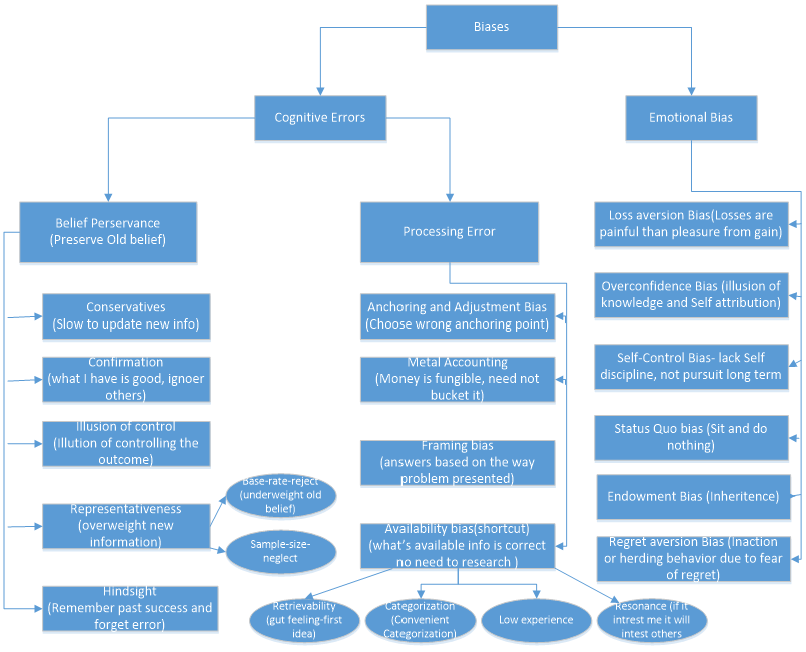 Biases
Cognitive Errors
Emotional Bias
Belief Perservance
(Preserve Old belief)
Processing Error
Conservatives
(Slow to update new info)
Confirmation
(what I have is good, ignoer
others)
Illusion of control
(Illution of controlling the
outcome)
Representativeness
(overweight new
information)
Base-rate-reject
(underweight old
belief)
Sample-size-
neglect
Hindsight
(Remember past success and
forget error)
Anchoring and Adjustment Bias
(Choose wrong anchoring point)
Metal Accounting
(Money is fungible, need not
bucket it)
Framing bias
(answers based on the way
problem presented)
Availability bias(shortcut)
(what's available info is correct
no need to research )
Retrievability
(gut feeling-first
idea)
Categorization
(Convenient
Categorization)
Low experience
Resonance (if it
intrest me it will
intest others
Loss aversion Bias(Losses are
painful than pleasure from gain)
Overconfidence Bias (illusion of
knowledge and Self attribution)
Self-Control Bias- lack Self
discipline, not pursuit long term
Status Quo bias (Sit and do
nothing)
Endowment Bias (Inheritence)
Regret aversion Bias (Inaction
or herding behavior due to fear
of regret)